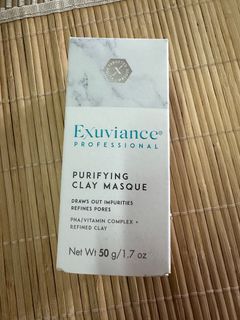 Exuviance®
PROFESSIONAL
PURIFYING
CLAY MASQUE
DRAWS OUT IMPURITIES
REFINES PORES
PHA/VITAMIN COMPLEX +
REFINED CLAY
Net Wt 50 g/1.7 oz